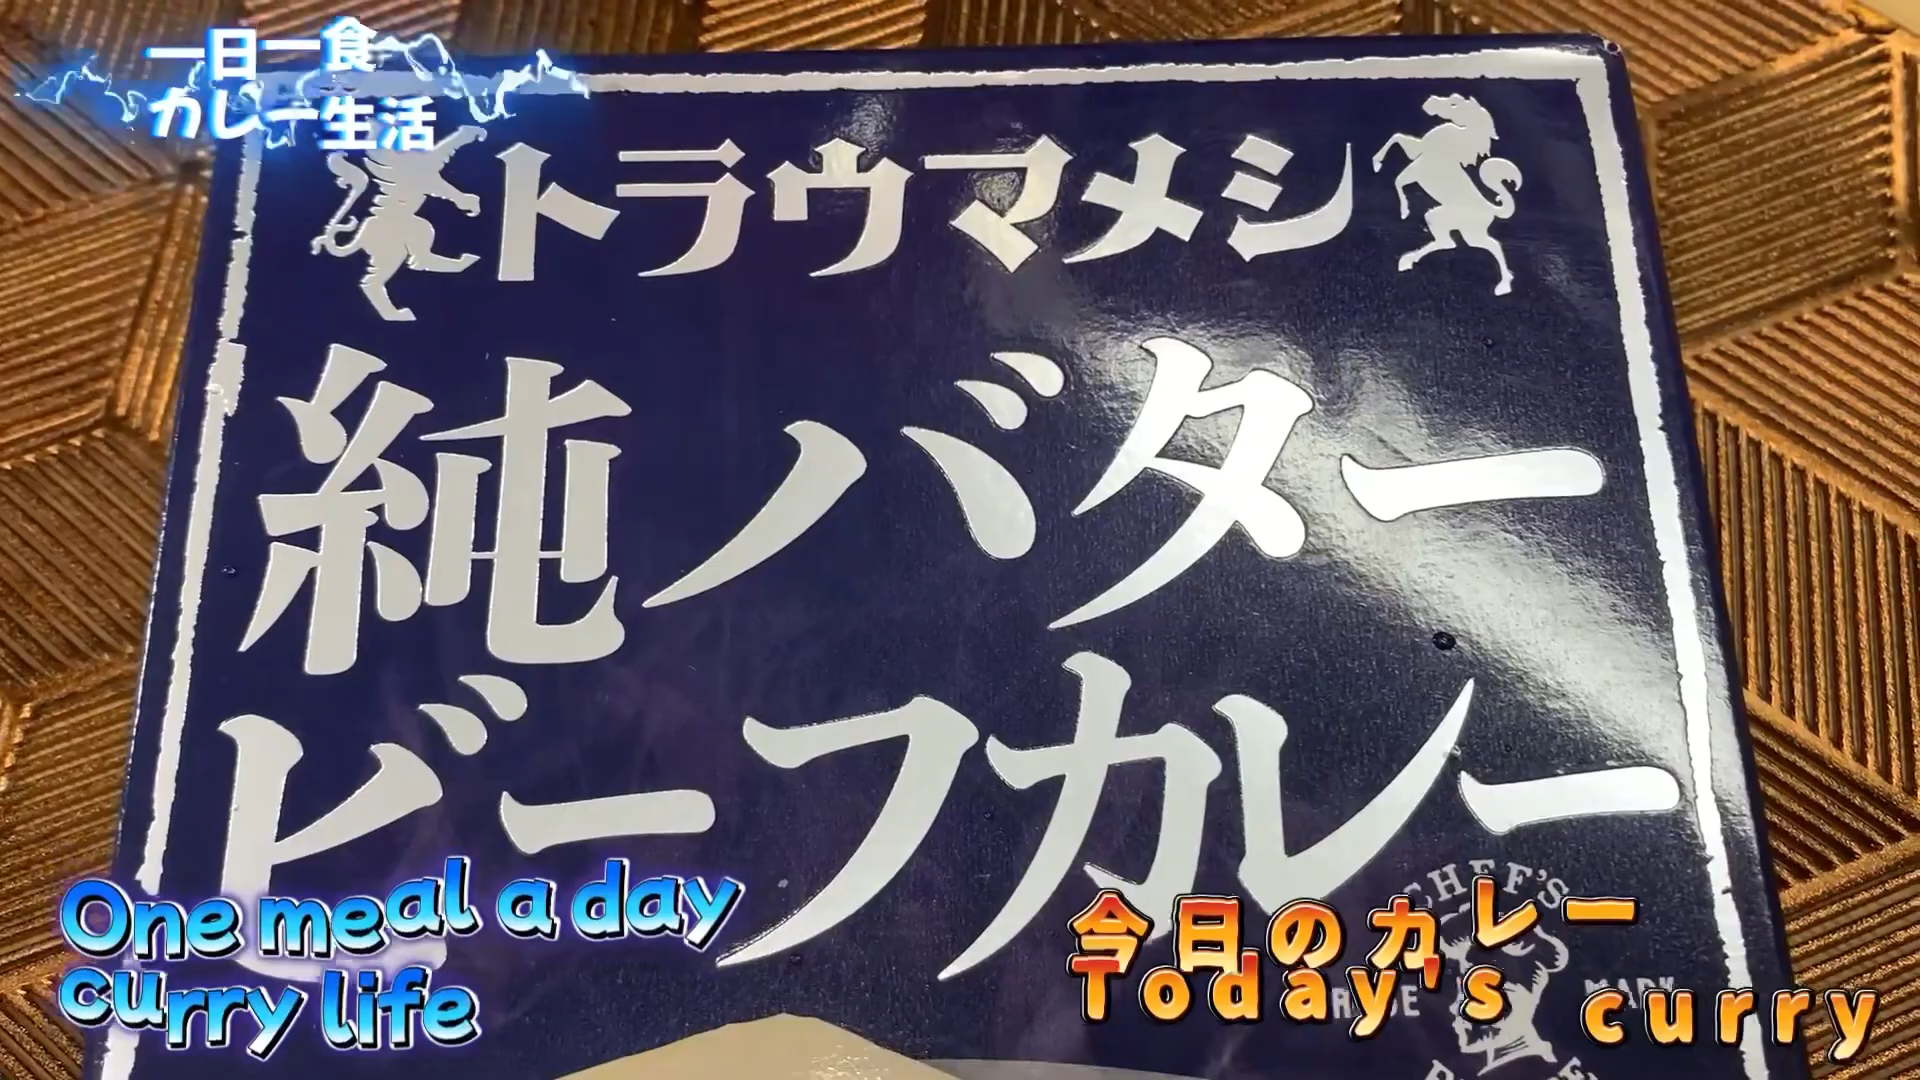 一日一食
カレー生活
トラウマメシ
純バター
ビーフカレー
CHEF'S
One meal a day
curry life
今日のカレー
Today's curry
MARK